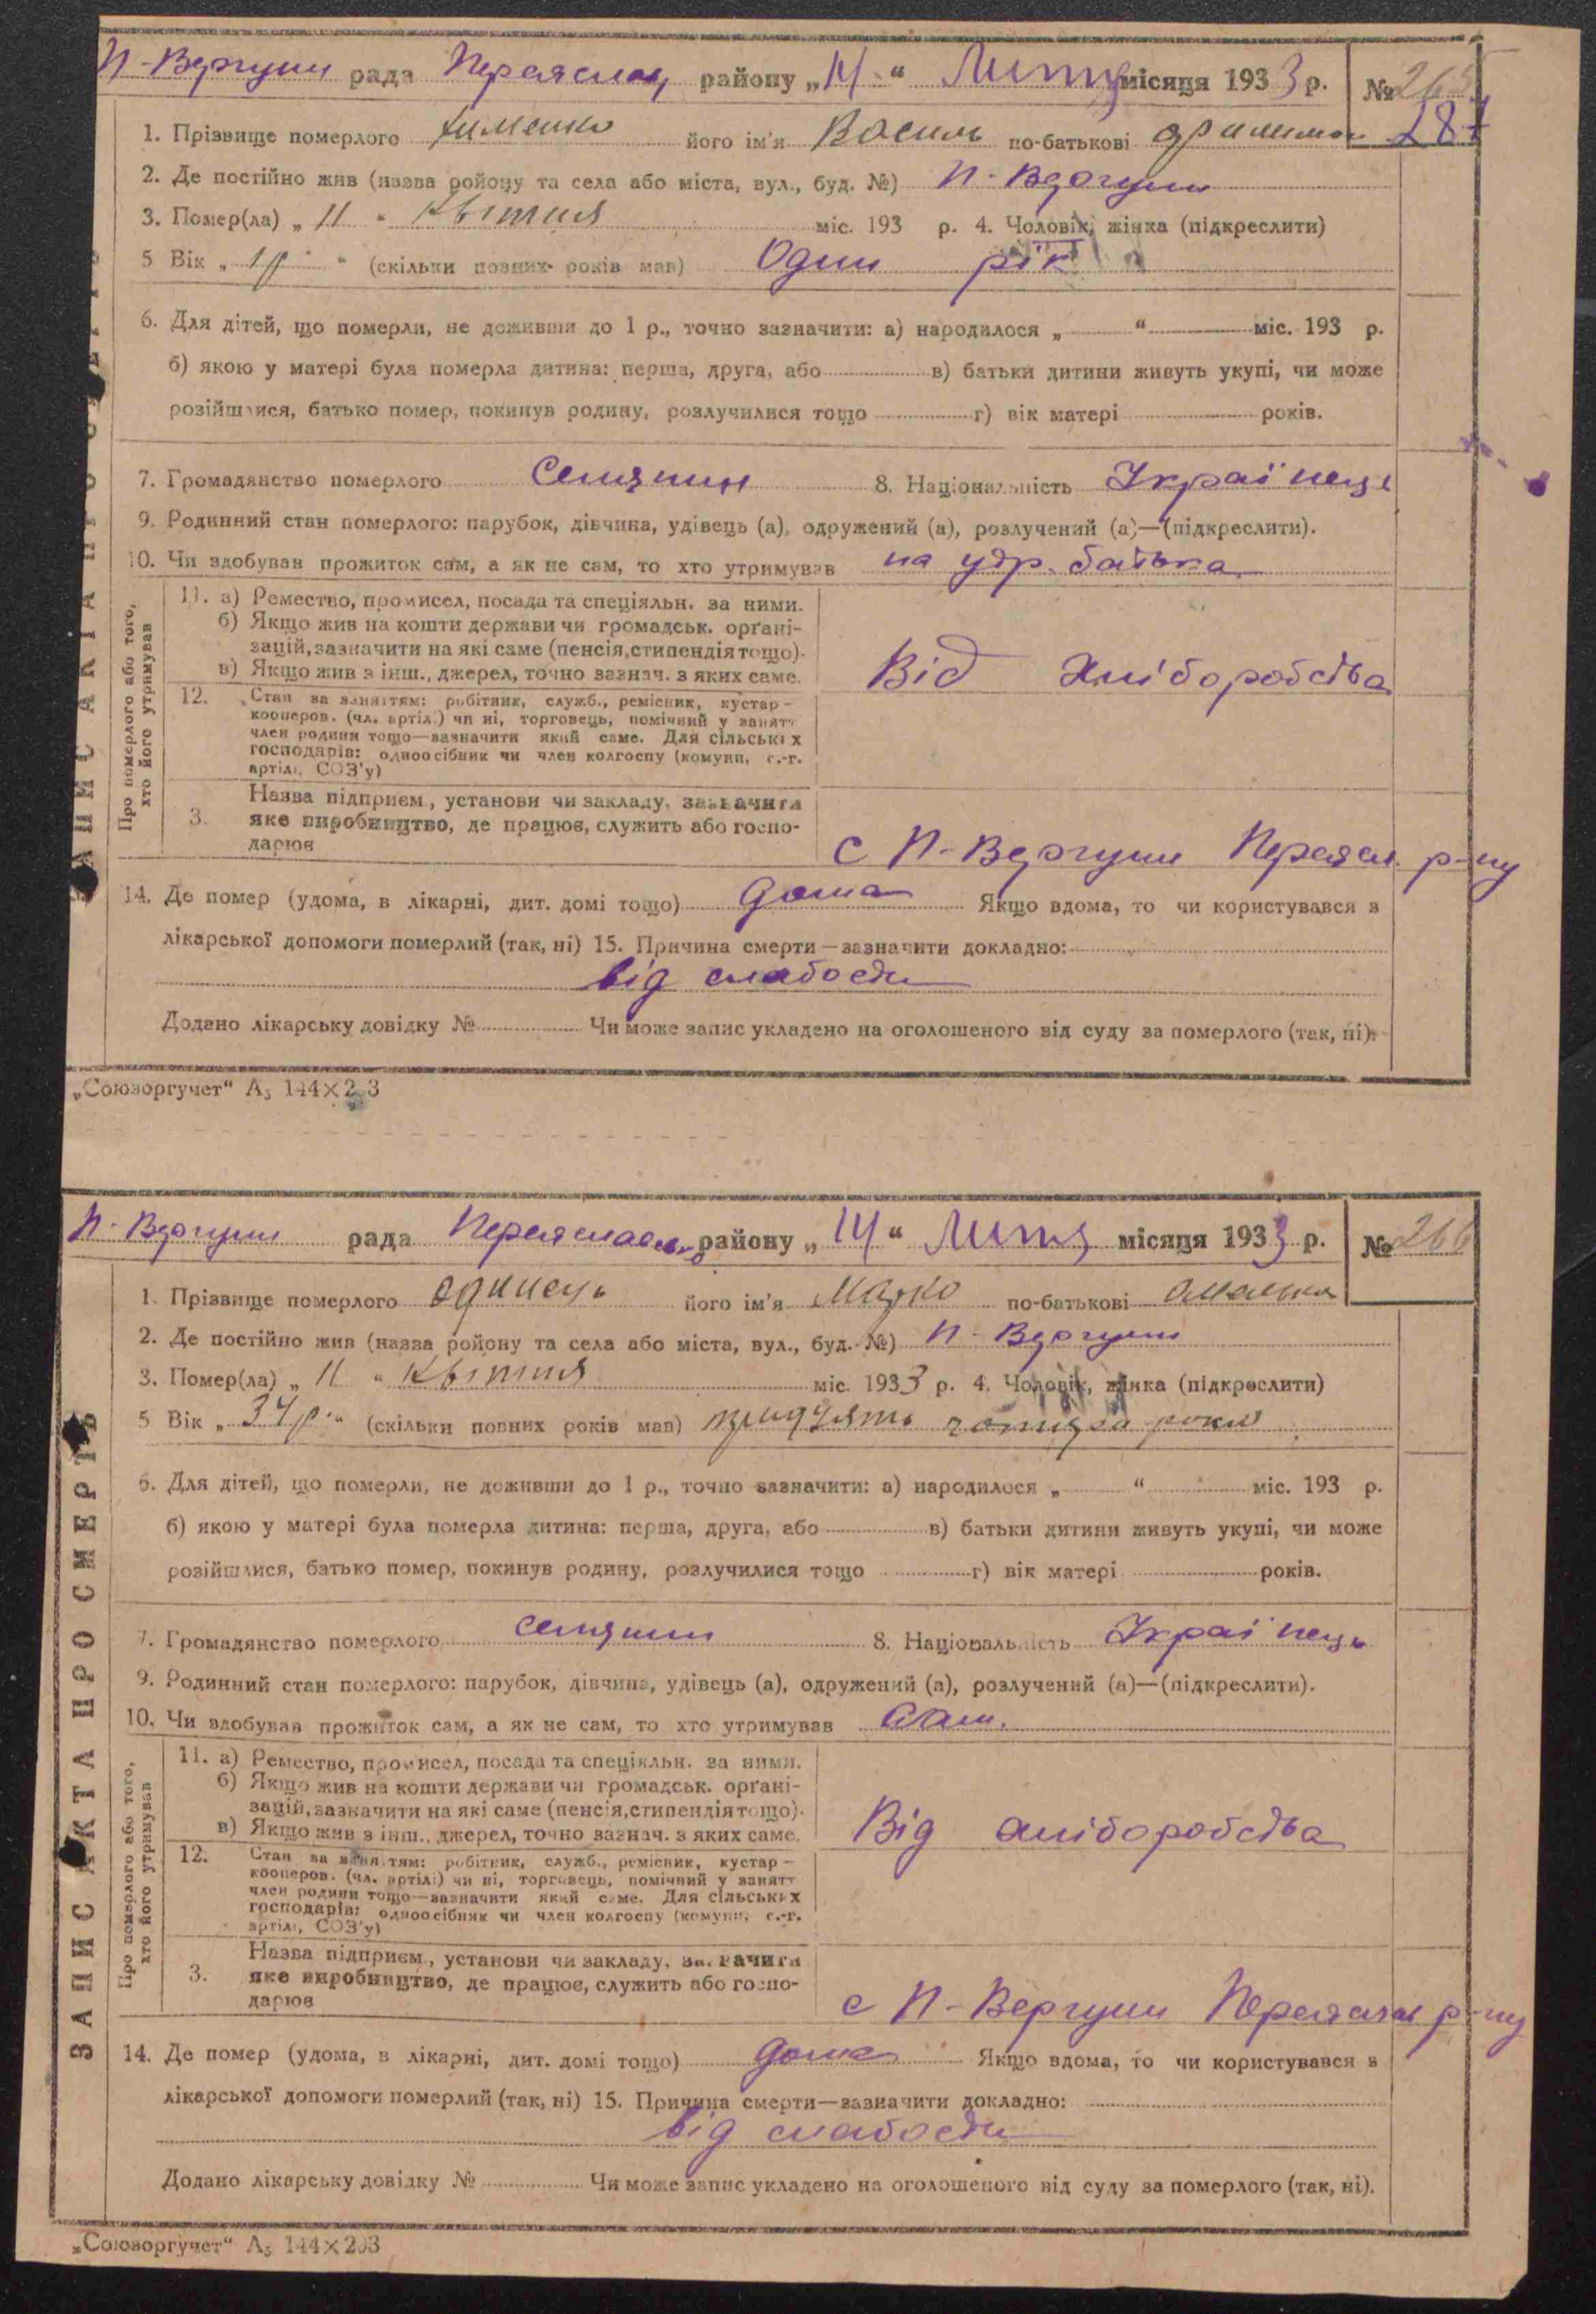 П-Вергуни рада Переяслав району „14“ Липня місяця 1933 р. № 265
287
1. Прізвище померлого його ім'я Василь по-батькові
2. Де постійно жив (назва ройону та села або міста, вул., буд. №) П-Вергуни
3. Помер(ла) „11“ Квітня міс. 193 р. 4. Чоловік, жінка (підкреслити)
5 Вік „1 р.“ (скільки повних років мав) Один рік
6. Для дітей, що померли, не доживши до 1 р., точно зазначити: а) народилося „ “ міс. 193 р.
б) якою у матері була померла дитина: перша, друга, або в) батьки дитини живуть укупі, чи може
розійшлися, батько помер, покинув родину, розлучилися тощо г) вік матері років.
7. Громадянство померлого Селянин 8. Національність Українець
9. Родинний стан померлого: парубок, дівчина, удівець (а), одружений (а), розлучений (а)—(підкреслити).
10. Чи здобував прожиток сам, а як не сам, то хто утримував на утр. батька
ЗАПИС АКТА ПРО СМЕРТЬ
Про померлого або того, хто його утримував
11. а) Ремество, промисел, посада та спеціяльн. за ними.
б) Якщо жив на кошти держави чи громадськ. орґані-
зацій, зазначити на які саме (пенсія, стипендія тощо).
в) Якщо жив з інш., джерел, точно зазнач. з яких саме.
Від хліборобства
12. Стан за заняттям: робітник, служб., ремісник, кустар—
кооперов. (чл. артілі) чи ні, торговець, помічний у занятт
член родини тощо—зазначити який саме. Для сільських
господарів: одноосібник чи член колгоспу (комуни, с.-г.
артілі, СОЗ'у)
3. Назва підприєм., установи чи закладу, зазначити
яке виробництво, де працює, служить або госпо-
дарює
с П-Вергуни Переясл. р-ну
14. Де помер (удома, в лікарні, дит. домі тощо) дома Якщо вдома, то чи користувався з
лікарської допомоги померлий (так, ні) 15. Причина смерти—зазначити докладно:
від слабости
Додано лікарську довідку № Чи може запис укладено на оголошеного від суду за померлого (так, ні).
„Союзоргучет“ А5 144×203
П-Вергуни рада Переяславськ району „14“ Липня місяця 1933 р. № 266
1. Прізвище померлого Одинець його ім'я Марко по-батькові
2. Де постійно жив (назва ройону та села або міста, вул., буд. №) П-Вергуни
3. Помер(ла) „11“ Квітня міс. 1933 р. 4. Чоловік, жінка (підкреслити)
5 Вік „34 р.“ (скільки повних років мав) тридцять чотири роки
6. Для дітей, що померли, не доживши до 1 р., точно зазначити: а) народилося „ “ міс. 193 р.
б) якою у матері була померла дитина: перша, друга, або в) батьки дитини живуть укупі, чи може
розійшлися, батько помер, покинув родину, розлучилися тощо г) вік матері років.
7. Громадянство померлого Селянин 8. Національність Українець
9. Родинний стан померлого: парубок, дівчина, удівець (а), одружений (а), розлучений (а)—(підкреслити).
10. Чи здобував прожиток сам, а як не сам, то хто утримував Сам.
ЗАПИС АКТА ПРО СМЕРТЬ
Про померлого або того, хто його утримував
11. а) Ремество, промисел, посада та спеціяльн. за ними.
б) Якщо жив на кошти держави чи громадськ. орґані-
зацій, зазначити на які саме (пенсія, стипендія тощо).
в) Якщо жив з інш., джерел, точно зазнач. з яких саме.
Від хліборобства
12. Стан за заняттям: робітник, служб., ремісник, кустар—
кооперов. (чл. артілі) чи ні, торговець, помічний у занятт
член родини тощо—зазначити який саме. Для сільських
господарів: одноосібник чи член колгоспу (комуни, с.-г.
артілі, СОЗ'у)
3. Назва підприєм., установи чи закладу, зазначити
яке виробництво, де працює, служить або госпо-
дарює
с П-Вергуни Переяслав р-ну
14. Де помер (удома, в лікарні, дит. домі тощо) дома Якщо вдома, то чи користувався з
лікарської допомоги померлий (так, ні) 15. Причина смерти—зазначити докладно:
від слабости
Додано лікарську довідку № Чи може запис укладено на оголошеного від суду за померлого (так, ні).
„Союзоргучет“ А5 144×203